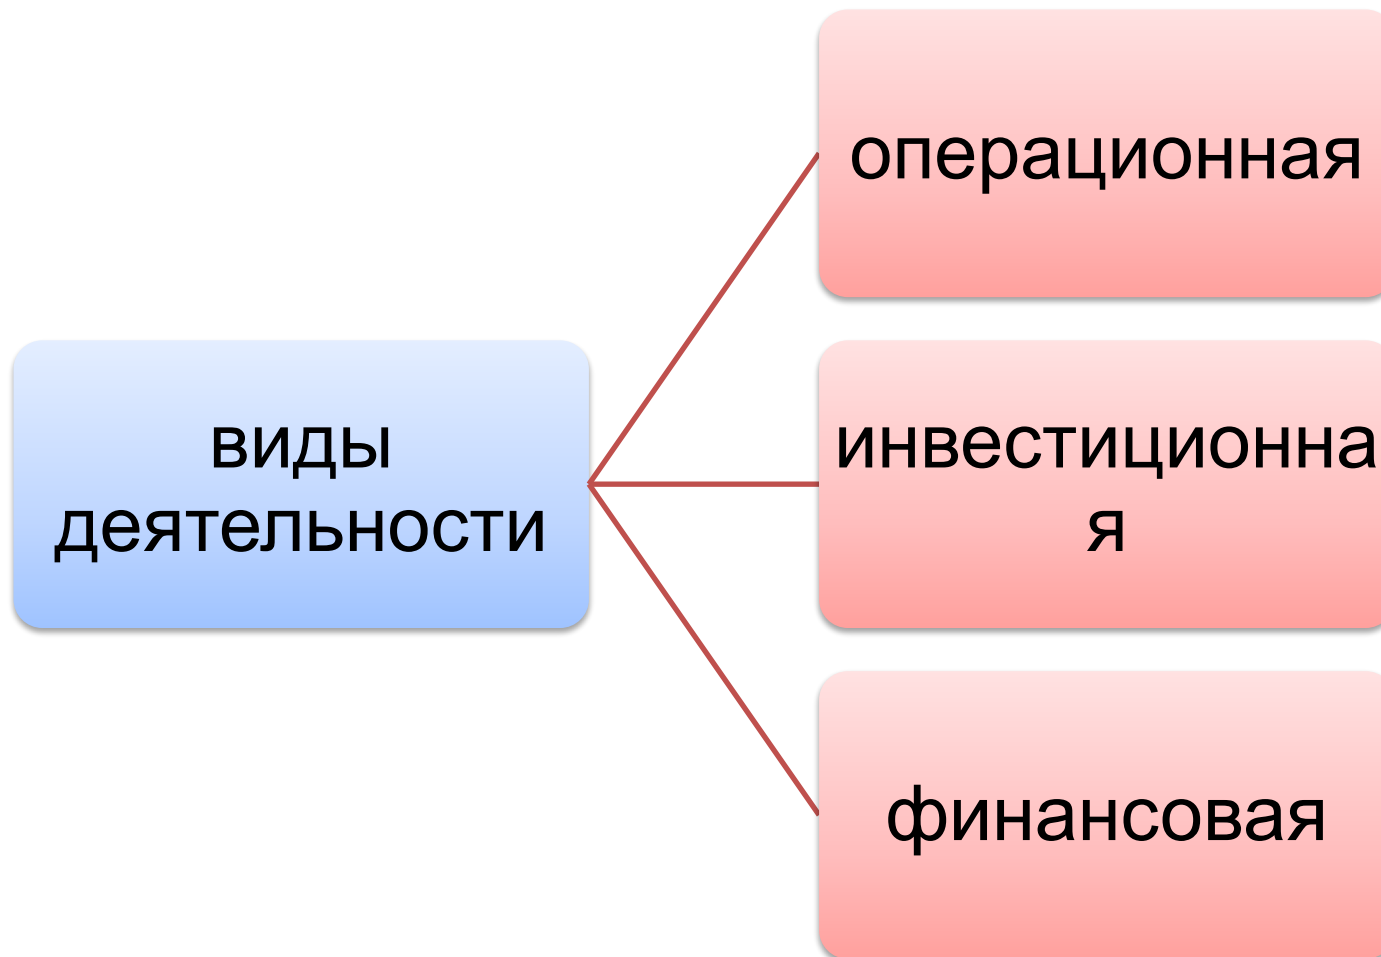 операционная
виды
деятельности
инвестиционна
я
финансовая